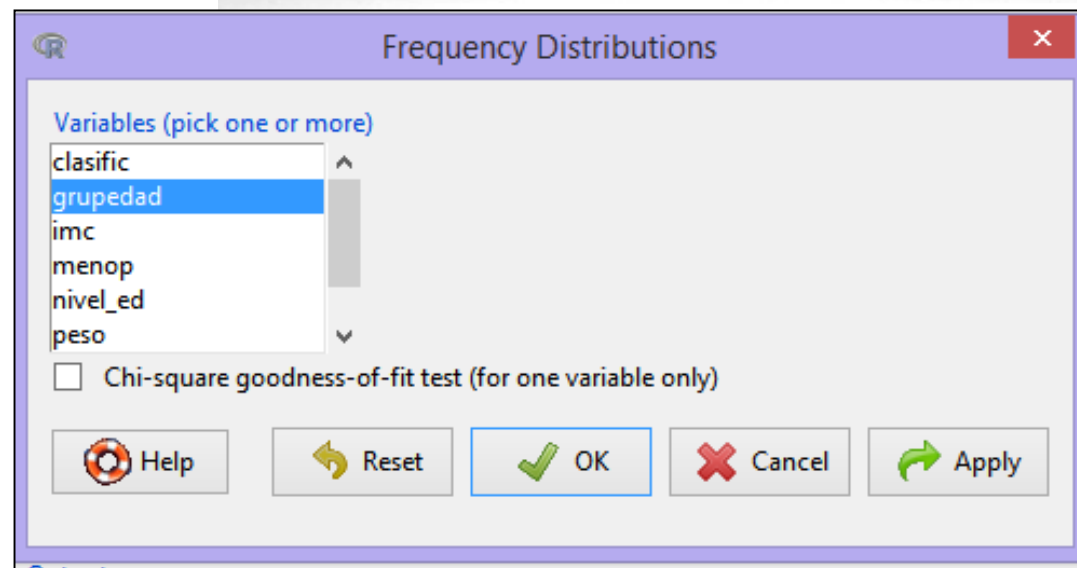 Frequency Distributions
Variables (pick one or more)
clasific
grupedad
imc
menop
nivel_ed
peso
Chi-square goodness-of-fit test (for one variable only)
Help Reset OK Cancel Apply